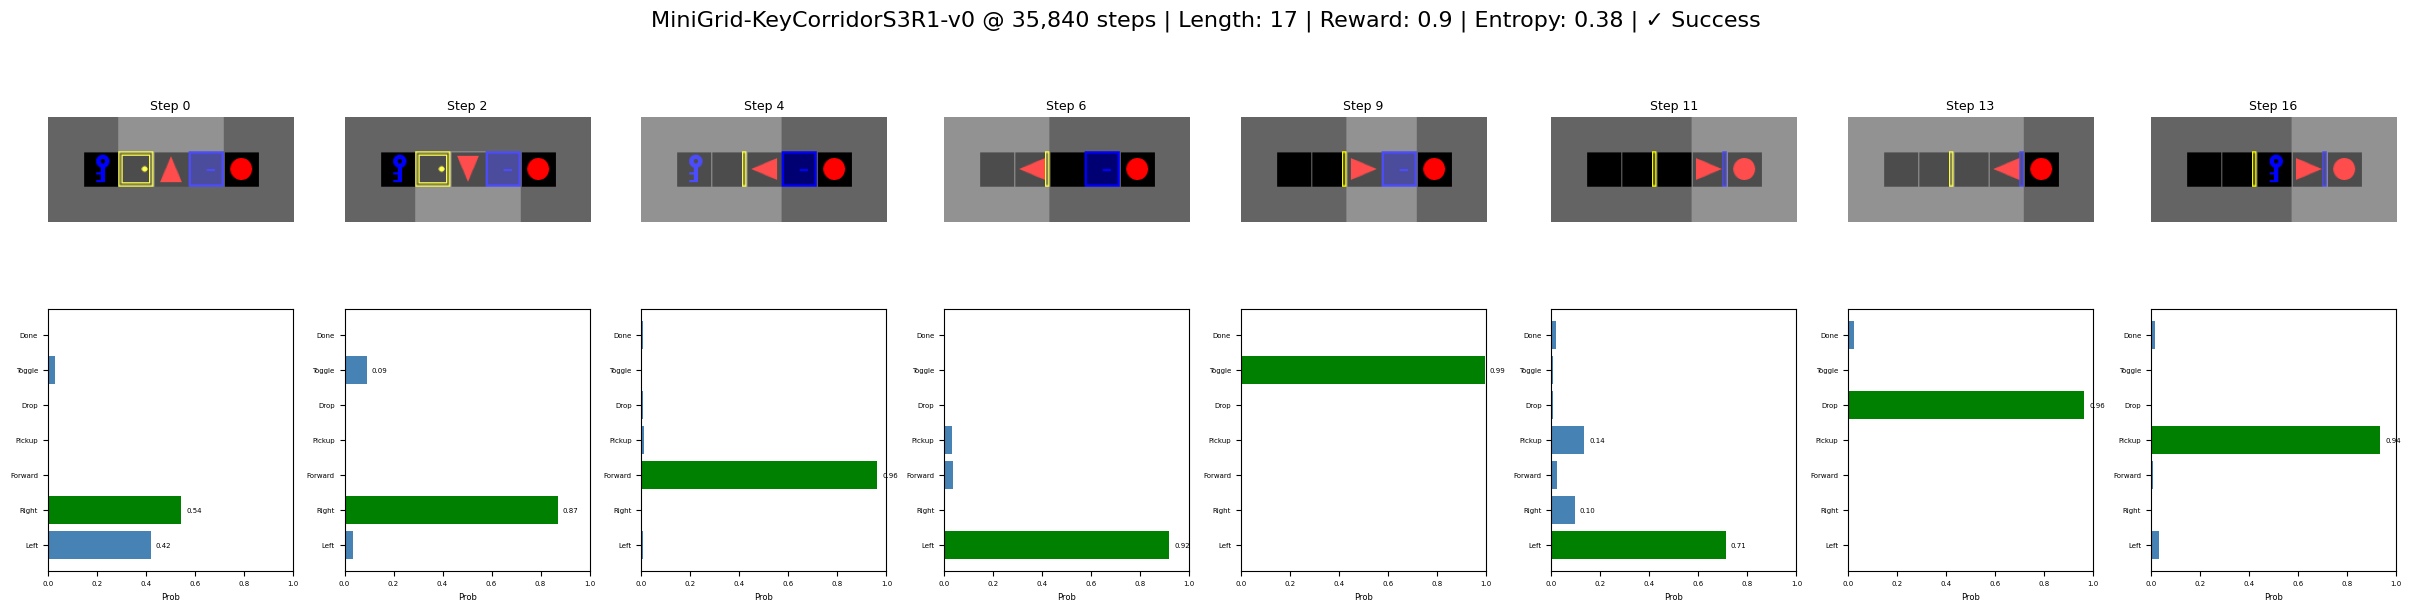 MiniGrid-KeyCorridorS3R1-v0 @ 35,840 steps | Length: 17 | Reward: 0.9 | Entropy: 0.38 | ✓ Success
Step 0
Step 2
Step 4
Step 6
Step 9
Step 11
Step 13
Step 16
Done
Toggle
Drop
Pickup
Forward
Right
Left
0.54
0.42
0.0 0.2 0.4 0.6 0.8 1.0
Prob
Done
Toggle
Drop
Pickup
Forward
Right
Left
0.09
0.87
0.0 0.2 0.4 0.6 0.8 1.0
Prob
Done
Toggle
Drop
Pickup
Forward
Right
Left
0.96
0.0 0.2 0.4 0.6 0.8 1.0
Prob
Done
Toggle
Drop
Pickup
Forward
Right
Left
0.92
0.0 0.2 0.4 0.6 0.8 1.0
Prob
Done
Toggle
Drop
Pickup
Forward
Right
Left
0.99
0.0 0.2 0.4 0.6 0.8 1.0
Prob
Done
Toggle
Drop
Pickup
Forward
Right
Left
0.14
0.10
0.71
0.0 0.2 0.4 0.6 0.8 1.0
Prob
Done
Toggle
Drop
Pickup
Forward
Right
Left
0.96
0.0 0.2 0.4 0.6 0.8 1.0
Prob
Done
Toggle
Drop
Pickup
Forward
Right
Left
0.94
0.0 0.2 0.4 0.6 0.8 1.0
Prob